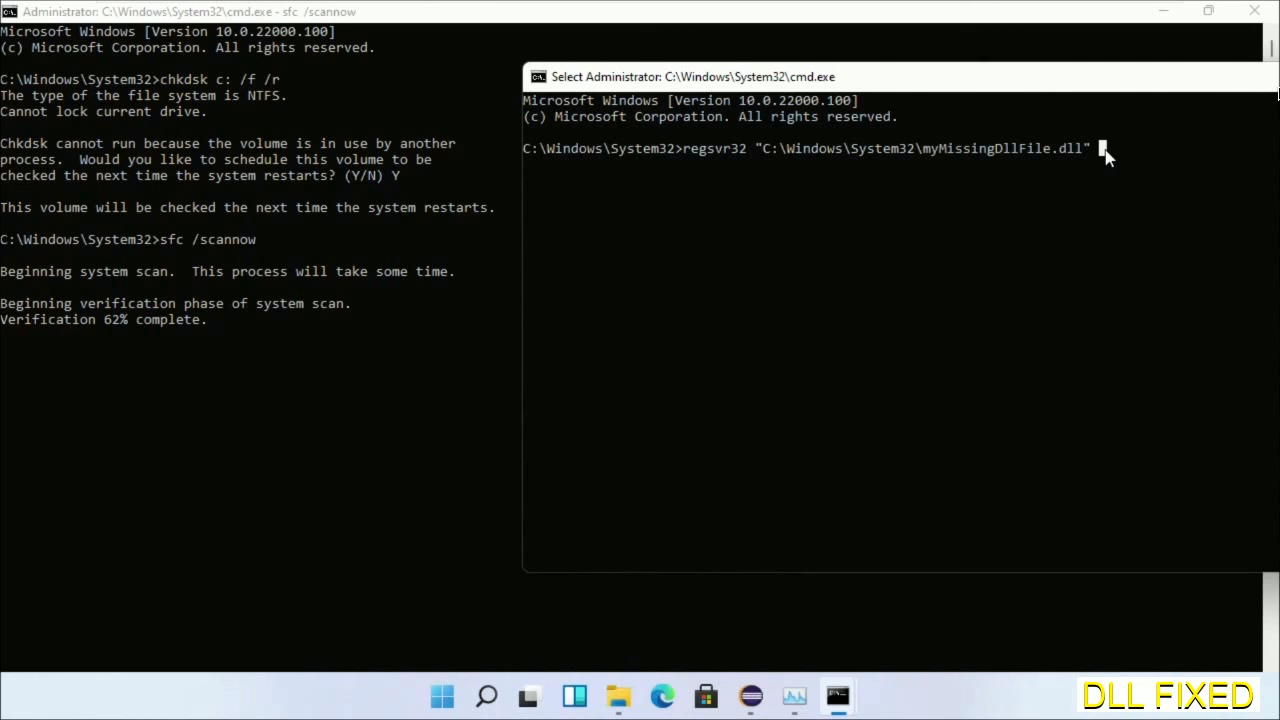 Administrator: C:\Windows\System32\cmd.exe - sfc /scannow
Microsoft Windows [Version 10.0.22000.100]
(c) Microsoft Corporation. All rights reserved.
C:\Windows\System32>chkdsk c: /f /r
The type of the file system is NTFS.
Cannot lock current drive.
Chkdsk cannot run because the volume is in use by another
process.  Would you like to schedule this volume to be
checked the next time the system restarts? (Y/N) Y
This volume will be checked the next time the system restarts.
C:\Windows\System32>sfc /scannow
Beginning system scan.  This process will take some time.
Beginning verification phase of system scan.
Verification 62% complete.
Select Administrator: C:\Windows\System32\cmd.exe
Microsoft Windows [Version 10.0.22000.100]
(c) Microsoft Corporation. All rights reserved.
C:\Windows\System32>regsvr32 "C:\Windows\System32\myMissingDllFile.dll"
DLL FIXED